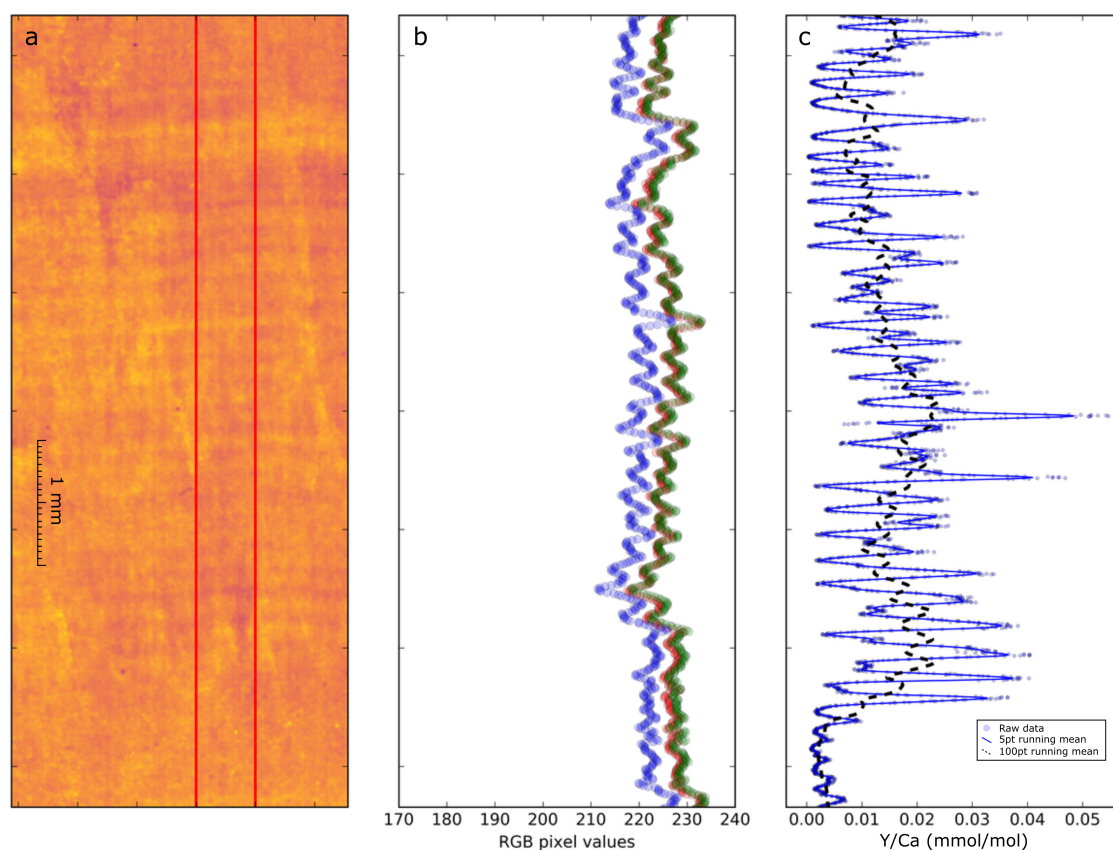 a
b
c
1 mm
170 180 190 200 210 220 230 240
RGB pixel values
0.00 0.01 0.02 0.03 0.04 0.05
Y/Ca (mmol/mol)
Raw data
5pt running mean
100pt running mean